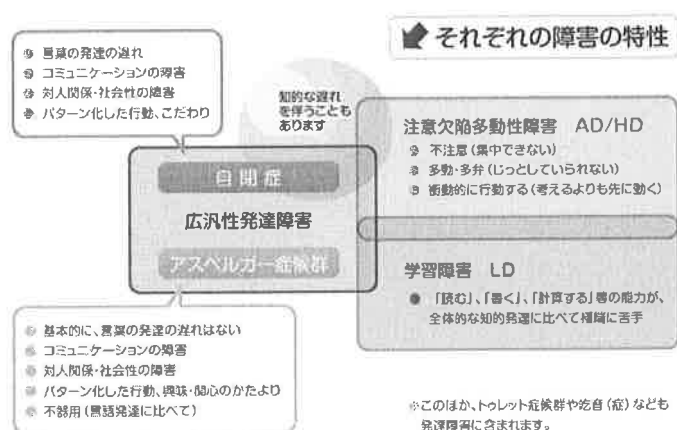 それぞれの障害の特性
言葉の発達の遅れ
コミュニケーションの障害
対人関係・社会性の障害
パターン化した行動、こだわり
知的な遅れ
を伴うことも
あります
自閉症
広汎性発達障害
アスペルガー症候群
基本的に、言葉の発達の遅れはない
コミュニケーションの障害
対人関係・社会性の障害
パターン化した行動、興味・関心のかたより
不器用（言語発達に比べて）
注意欠陥多動性障害 AD/HD
不注意（集中できない）
多動・多弁（じっとしていられない）
衝動的に行動する（考えるよりも先に動く）
学習障害 LD
● 「読む」、「書く」、「計算する」等の能力が、
全体的な知的発達に比べて極端に苦手
※このほか、トゥレット症候群や吃音（症）なども
発達障害に含まれます。